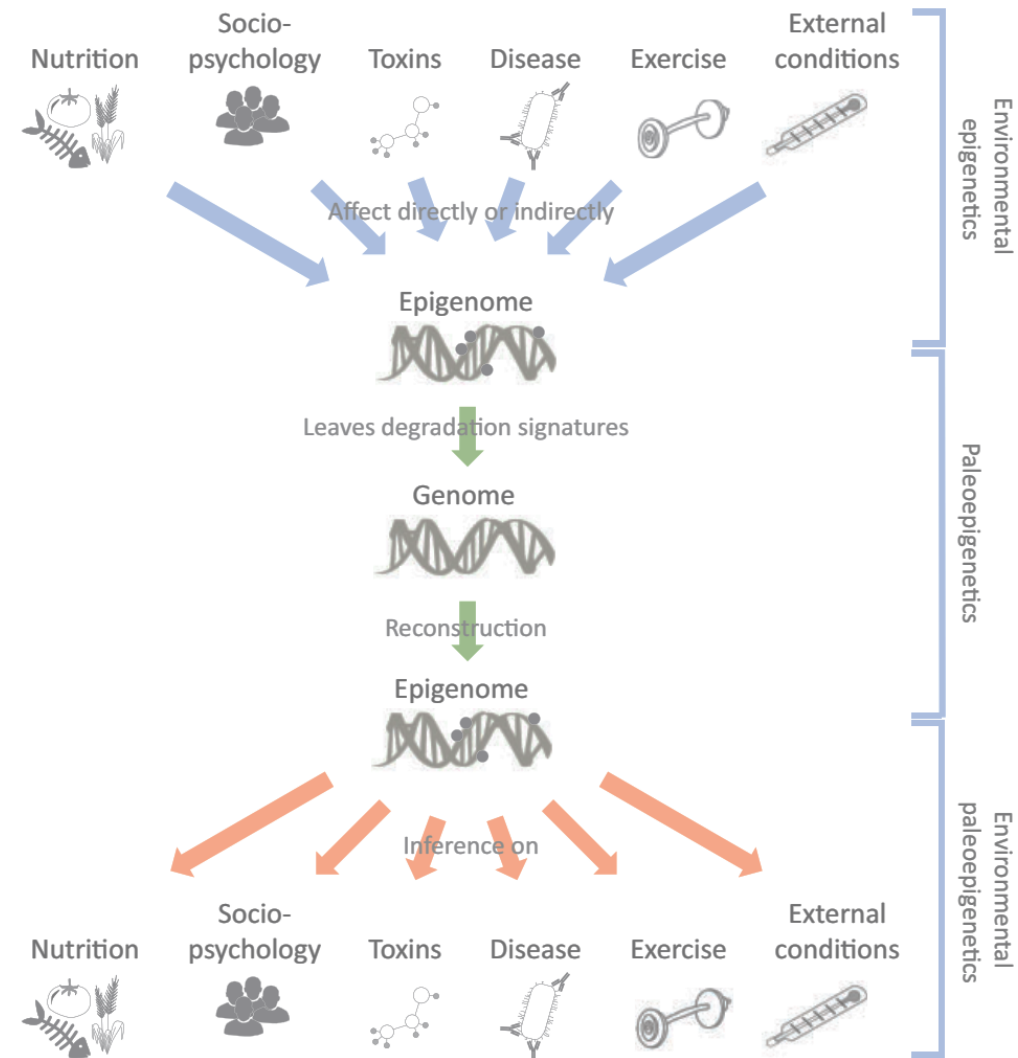 Nutrition
Socio-
psychology
Toxins
Disease
Exercise
External
conditions
Affect directly or indirectly
Epigenome
Environmental
epigenetics
Leaves degradation signatures
Genome
Reconstruction
Epigenome
Paleoepigenetics
Inference on
Nutrition
Socio-
psychology
Toxins
Disease
Exercise
External
conditions
Environmental
paleoepigenetics